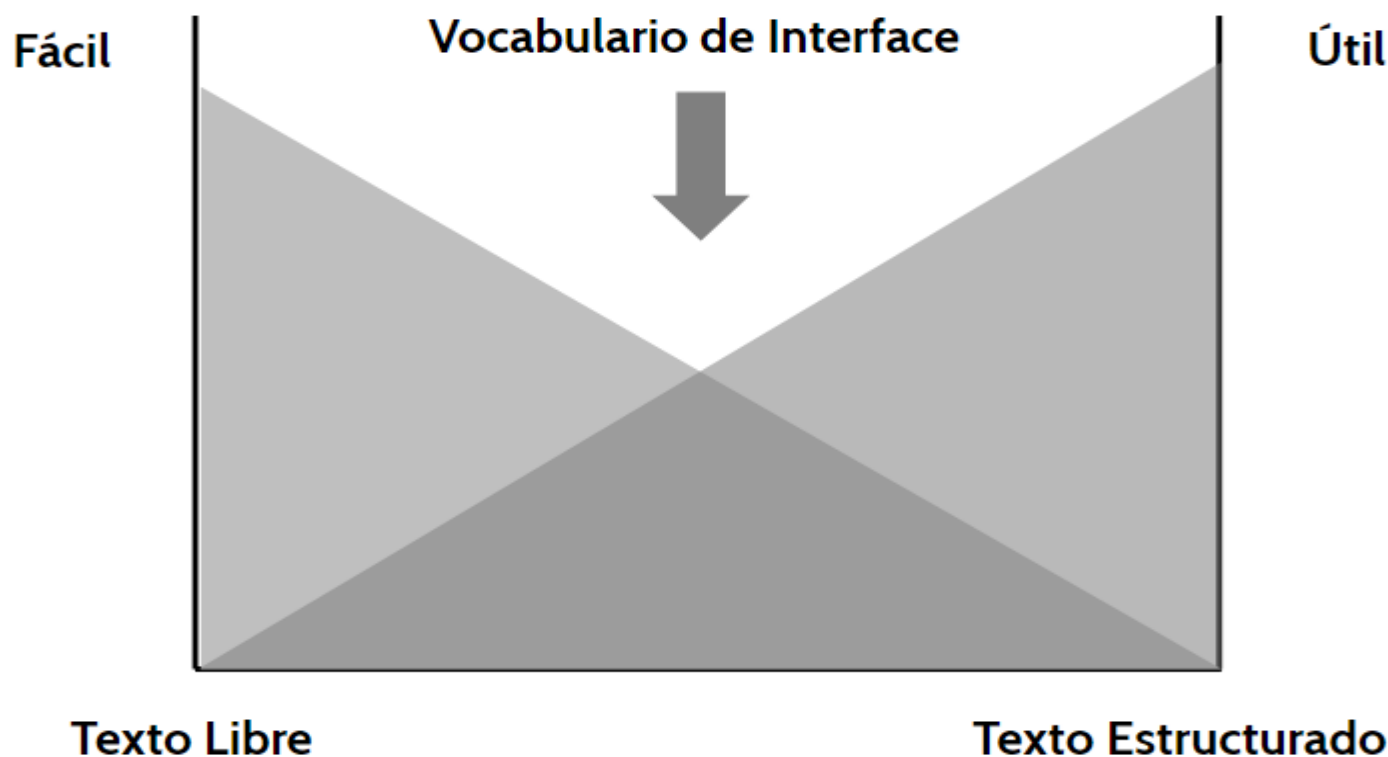 Fácil
Vocabulario de Interface
Útil
Texto Libre
Texto Estructurado